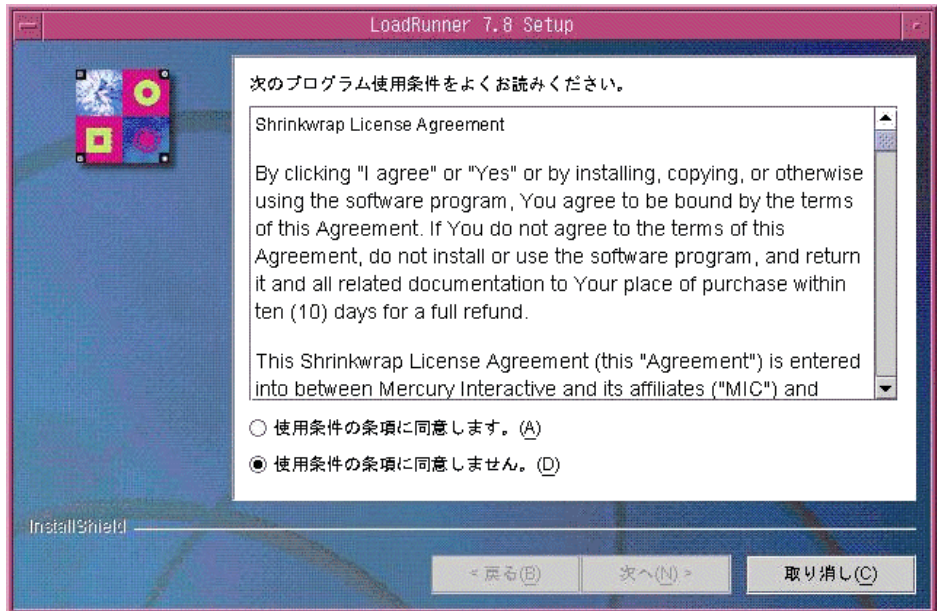 LoadRunner 7.8 Setup
次のプログラム使用条件をよくお読みください。
Shrinkwrap License Agreement
By clicking "I agree" or "Yes" or by installing, copying, or otherwise
using the software program, You agree to be bound by the terms
of this Agreement. If You do not agree to the terms of this
Agreement, do not install or use the software program, and return
it and all related documentation to Your place of purchase within
ten (10) days for a full refund.
This Shrinkwrap License Agreement (this "Agreement") is entered
into between Mercury Interactive and its affiliates ("MIC") and
使用条件の条項に同意します。(A)
使用条件の条項に同意しません。(D)
InstallShield
< 戻る(B)
次へ(N) >
取り消し(C)